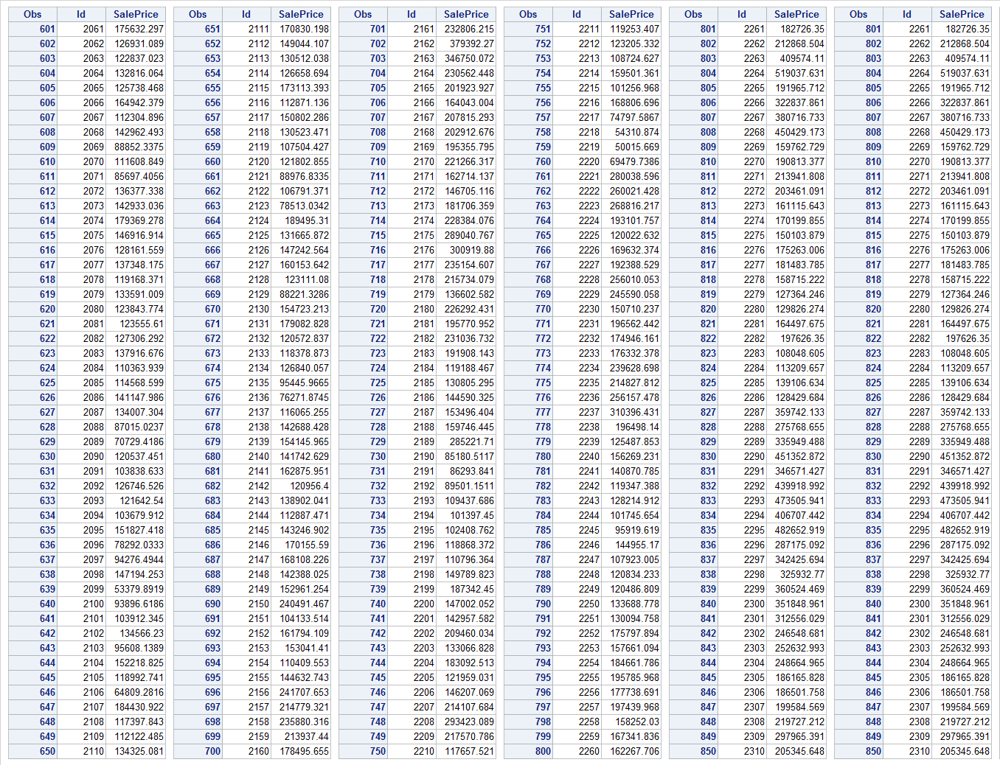 Obs Id SalePrice Obs Id SalePrice Obs Id SalePrice Obs Id SalePrice Obs Id SalePrice Obs Id SalePrice
601 2061 175632.297 651 2111 170830.198 701 2161 232806.215 751 2211 119253.407 801 2261 182726.35 801 2261 182726.35
602 2062 126931.089 652 2112 149044.107 702 2162 379392.27 752 2212 123205.332 802 2262 212868.504 802 2262 212868.504
603 2063 122837.023 653 2113 130512.038 703 2163 346750.072 753 2213 108724.627 803 2263 409574.11 803 2263 409574.11
604 2064 132816.064 654 2114 126658.694 704 2164 230562.448 754 2214 159501.361 804 2264 519037.631 804 2264 519037.631
605 2065 125738.468 655 2115 173113.393 705 2165 201923.927 755 2215 101256.968 805 2265 191965.712 805 2265 191965.712
606 2066 164942.379 656 2116 112871.136 706 2166 164043.004 756 2216 168806.696 806 2266 322837.861 806 2266 322837.861
607 2067 112304.896 657 2117 150802.286 707 2167 207815.293 757 2217 74797.5867 807 2267 380716.733 807 2267 380716.733
608 2068 142962.493 658 2118 130523.471 708 2168 202912.676 758 2218 54310.874 808 2268 450429.173 808 2268 450429.173
609 2069 88852.3375 659 2119 107504.427 709 2169 195355.795 759 2219 50015.669 809 2269 159762.729 809 2269 159762.729
610 2070 111608.849 660 2120 121802.855 710 2170 221266.317 760 2220 69479.7386 810 2270 190813.377 810 2270 190813.377
611 2071 85697.4056 661 2121 88976.8335 711 2171 162714.137 761 2221 280038.596 811 2271 213941.808 811 2271 213941.808
612 2072 136377.338 662 2122 106791.371 712 2172 146705.116 762 2222 260021.428 812 2272 203461.091 812 2272 203461.091
613 2073 142933.036 663 2123 78513.0342 713 2173 181706.359 763 2223 268816.217 813 2273 161115.643 813 2273 161115.643
614 2074 179369.278 664 2124 189495.31 714 2174 228384.076 764 2224 193101.757 814 2274 170199.855 814 2274 170199.855
615 2075 146916.914 665 2125 131665.872 715 2175 289040.767 765 2225 120022.632 815 2275 150103.879 815 2275 150103.879
616 2076 128161.559 666 2126 147242.564 716 2176 300919.88 766 2226 169632.374 816 2276 175263.006 816 2276 175263.006
617 2077 137348.175 667 2127 160153.642 717 2177 235154.607 767 2227 192388.529 817 2277 181483.785 817 2277 181483.785
618 2078 119168.371 668 2128 123111.08 718 2178 215734.079 768 2228 256010.053 818 2278 158715.222 818 2278 158715.222
619 2079 133591.009 669 2129 88221.3286 719 2179 136602.582 769 2229 245590.058 819 2279 127364.246 819 2279 127364.246
620 2080 123843.774 670 2130 154723.213 720 2180 226292.431 770 2230 150710.237 820 2280 129826.274 820 2280 129826.274
621 2081 123555.61 671 2131 179082.828 721 2181 195770.952 771 2231 196562.442 821 2281 164497.675 821 2281 164497.675
622 2082 127306.292 672 2132 120572.837 722 2182 231036.732 772 2232 174946.161 822 2282 197626.35 822 2282 197626.35
623 2083 137916.676 673 2133 118378.873 723 2183 191908.143 773 2233 176332.378 823 2283 108048.605 823 2283 108048.605
624 2084 110363.939 674 2134 126840.057 724 2184 119188.467 774 2234 239628.698 824 2284 113209.657 824 2284 113209.657
625 2085 114568.599 675 2135 95445.9665 725 2185 130805.295 775 2235 214827.812 825 2285 139106.634 825 2285 139106.634
626 2086 141147.986 676 2136 76271.8745 726 2186 144590.325 776 2236 256157.478 826 2286 128429.684 826 2286 128429.684
627 2087 134007.304 677 2137 116065.255 727 2187 153496.404 777 2237 310396.431 827 2287 359742.133 827 2287 359742.133
628 2088 87015.0237 678 2138 142688.428 728 2188 159746.445 778 2238 196498.14 828 2288 275768.655 828 2288 275768.655
629 2089 70729.4186 679 2139 154145.965 729 2189 285221.71 779 2239 125487.853 829 2289 335949.488 829 2289 335949.488
630 2090 120537.451 680 2140 141742.629 730 2190 85180.5117 780 2240 156269.231 830 2290 451352.872 830 2290 451352.872
631 2091 103838.633 681 2141 162875.951 731 2191 86293.841 781 2241 140870.785 831 2291 346571.427 831 2291 346571.427
632 2092 126746.526 682 2142 120956.4 732 2192 89501.1511 782 2242 119347.388 832 2292 439918.992 832 2292 439918.992
633 2093 121642.54 683 2143 138902.041 733 2193 109437.686 783 2243 128214.912 833 2293 473505.941 833 2293 473505.941
634 2094 103679.912 684 2144 112887.471 734 2194 101397.45 784 2244 101745.654 834 2294 406707.442 834 2294 406707.442
635 2095 151827.418 685 2145 143246.902 735 2195 102408.762 785 2245 95919.619 835 2295 482652.919 835 2295 482652.919
636 2096 78292.0333 686 2146 170155.59 736 2196 118868.372 786 2246 144955.17 836 2296 287175.092 836 2296 287175.092
637 2097 94276.4944 687 2147 168108.226 737 2197 110796.364 787 2247 107923.005 837 2297 342425.694 837 2297 342425.694
638 2098 147194.253 688 2148 142388.025 738 2198 149789.823 788 2248 120834.233 838 2298 325932.77 838 2298 325932.77
639 2099 53379.8919 689 2149 152961.254 739 2199 187342.45 789 2249 120486.809 839 2299 360524.469 839 2299 360524.469
640 2100 93896.6186 690 2150 240491.467 740 2200 147002.052 790 2250 133688.778 840 2300 351848.961 840 2300 351848.961
641 2101 103912.345 691 2151 104133.514 742 2201 142957.582 791 2251 130094.758 841 2301 312556.029 841 2301 312556.029
642 2102 134566.23 692 2152 161794.109 742 2202 209460.034 792 2252 175797.894 842 2302 246548.681 842 2302 246548.681
643 2103 95608.1389 693 2153 153041.41 743 2203 133066.828 793 2253 157661.094 843 2303 252632.993 843 2303 252632.993
644 2104 152218.825 694 2154 110409.553 744 2204 183092.513 794 2254 184661.786 844 2304 248664.965 844 2304 248664.965
645 2105 118992.741 695 2155 144632.743 745 2205 121959.031 795 2255 195785.968 845 2305 186165.828 845 2305 186165.828
646 2106 64809.2816 696 2156 241707.653 746 2206 146207.069 796 2256 177738.691 846 2306 186501.758 846 2306 186501.758
647 2107 184430.922 697 2157 214779.321 747 2207 214107.684 797 2257 197439.968 847 2307 199584.569 847 2307 199584.569
648 2108 117397.843 698 2158 235880.316 748 2208 293423.089 798 2258 158252.03 848 2308 219727.212 848 2308 219727.212
649 2109 112122.485 699 2159 213937.44 749 2209 217570.786 799 2259 167341.836 849 2309 297965.391 849 2309 297965.391
650 2110 134325.081 700 2160 178495.655 750 2210 117657.521 800 2260 162267.706 850 2310 205345.648 850 2310 205345.648